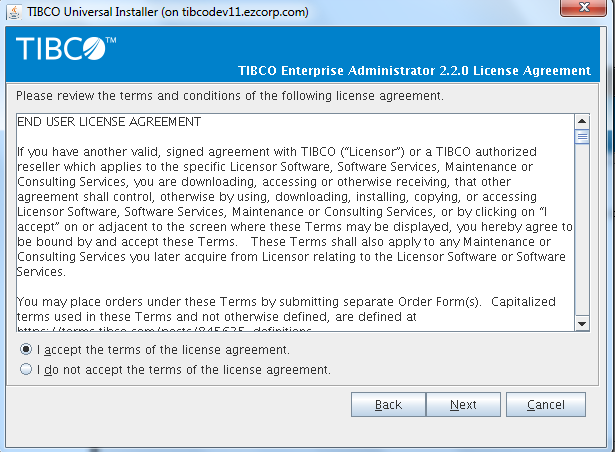 TIBCO Universal Installer (on tibcodev11.ezcorp.com)
TIBCO™
TIBCO Enterprise Administrator 2.2.0 License Agreement
Please review the terms and conditions of the following license agreement.
END USER LICENSE AGREEMENT
If you have another valid, signed agreement with TIBCO (“Licensor”) or a TIBCO authorized
reseller which applies to the specific Licensor Software, Software Services, Maintenance or
Consulting Services, you are downloading, accessing or otherwise receiving, that other
agreement shall control, otherwise by using, downloading, installing, copying, or accessing
Licensor Software, Software Services, Maintenance or Consulting Services, or by clicking on “I
accept” on or adjacent to the screen where these Terms may be displayed, you hereby agree to
be bound by and accept these Terms.   These Terms shall also apply to any Maintenance or
Consulting Services you later acquire from Licensor relating to the Licensor Software or Software
Services.
You may place orders under these Terms by submitting separate Order Form(s).  Capitalized
terms used in these Terms and not otherwise defined, are defined at
https://terms.tibco.com/posts/845635-definitions
I accept the terms of the license agreement.
I do not accept the terms of the license agreement.
Back Next Cancel